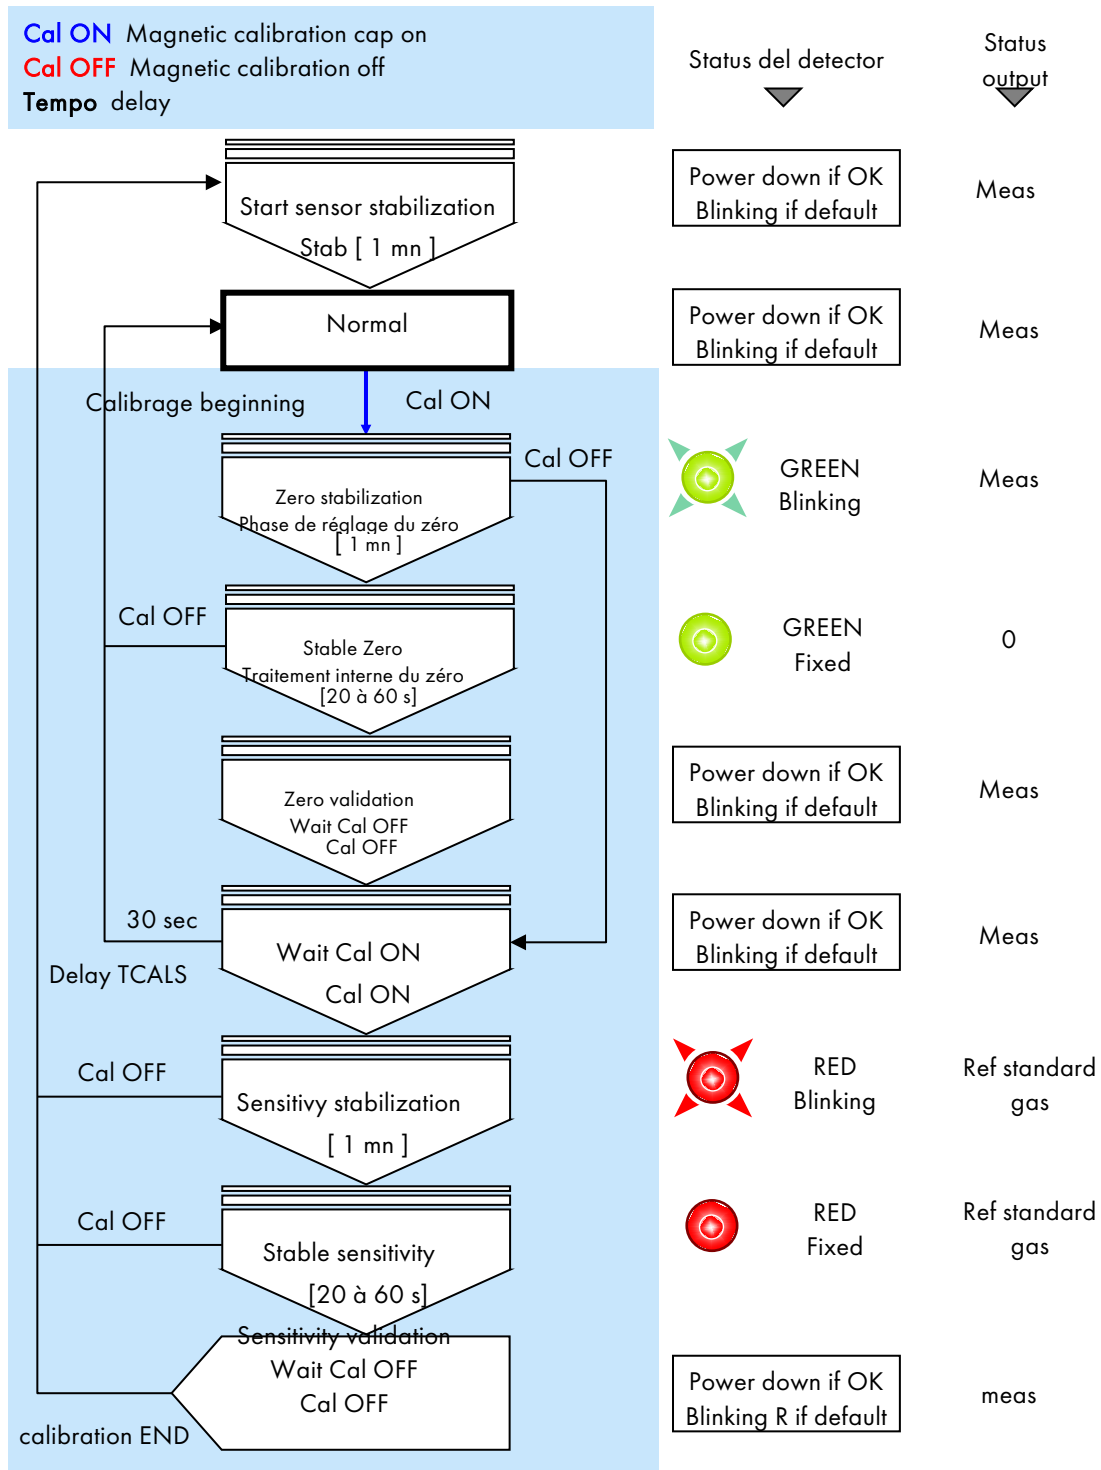 Cal ON Magnetic calibration cap on
Cal OFF Magnetic calibration off
Tempo delay
Status del detector
Status
output
Start sensor stabilization
Stab [ 1 mn ]
Power down if OK
Blinking if default
Meas
Normal
Power down if OK
Blinking if default
Meas
Calibrage beginning
Cal ON
Cal OFF
Zero stabilization
Phase de réglage du zéro
[ 1 mn ]
GREEN
Blinking
Meas
Cal OFF
Stable Zero
Traitement interne du zéro
[20 à 60 s]
GREEN
Fixed
0
Zero validation
Wait Cal OFF
Cal OFF
Power down if OK
Blinking if default
Meas
30 sec
Delay TCALS
Wait Cal ON
Cal ON
Power down if OK
Blinking if default
Meas
Cal OFF
Sensitivy stabilization
[ 1 mn ]
RED
Blinking
Ref standard
gas
Cal OFF
Stable sensitivity
[20 à 60 s]
RED
Fixed
Ref standard
gas
Sensitivity validation
Wait Cal OFF
Cal OFF
calibration END
Power down if OK
Blinking R if default
meas